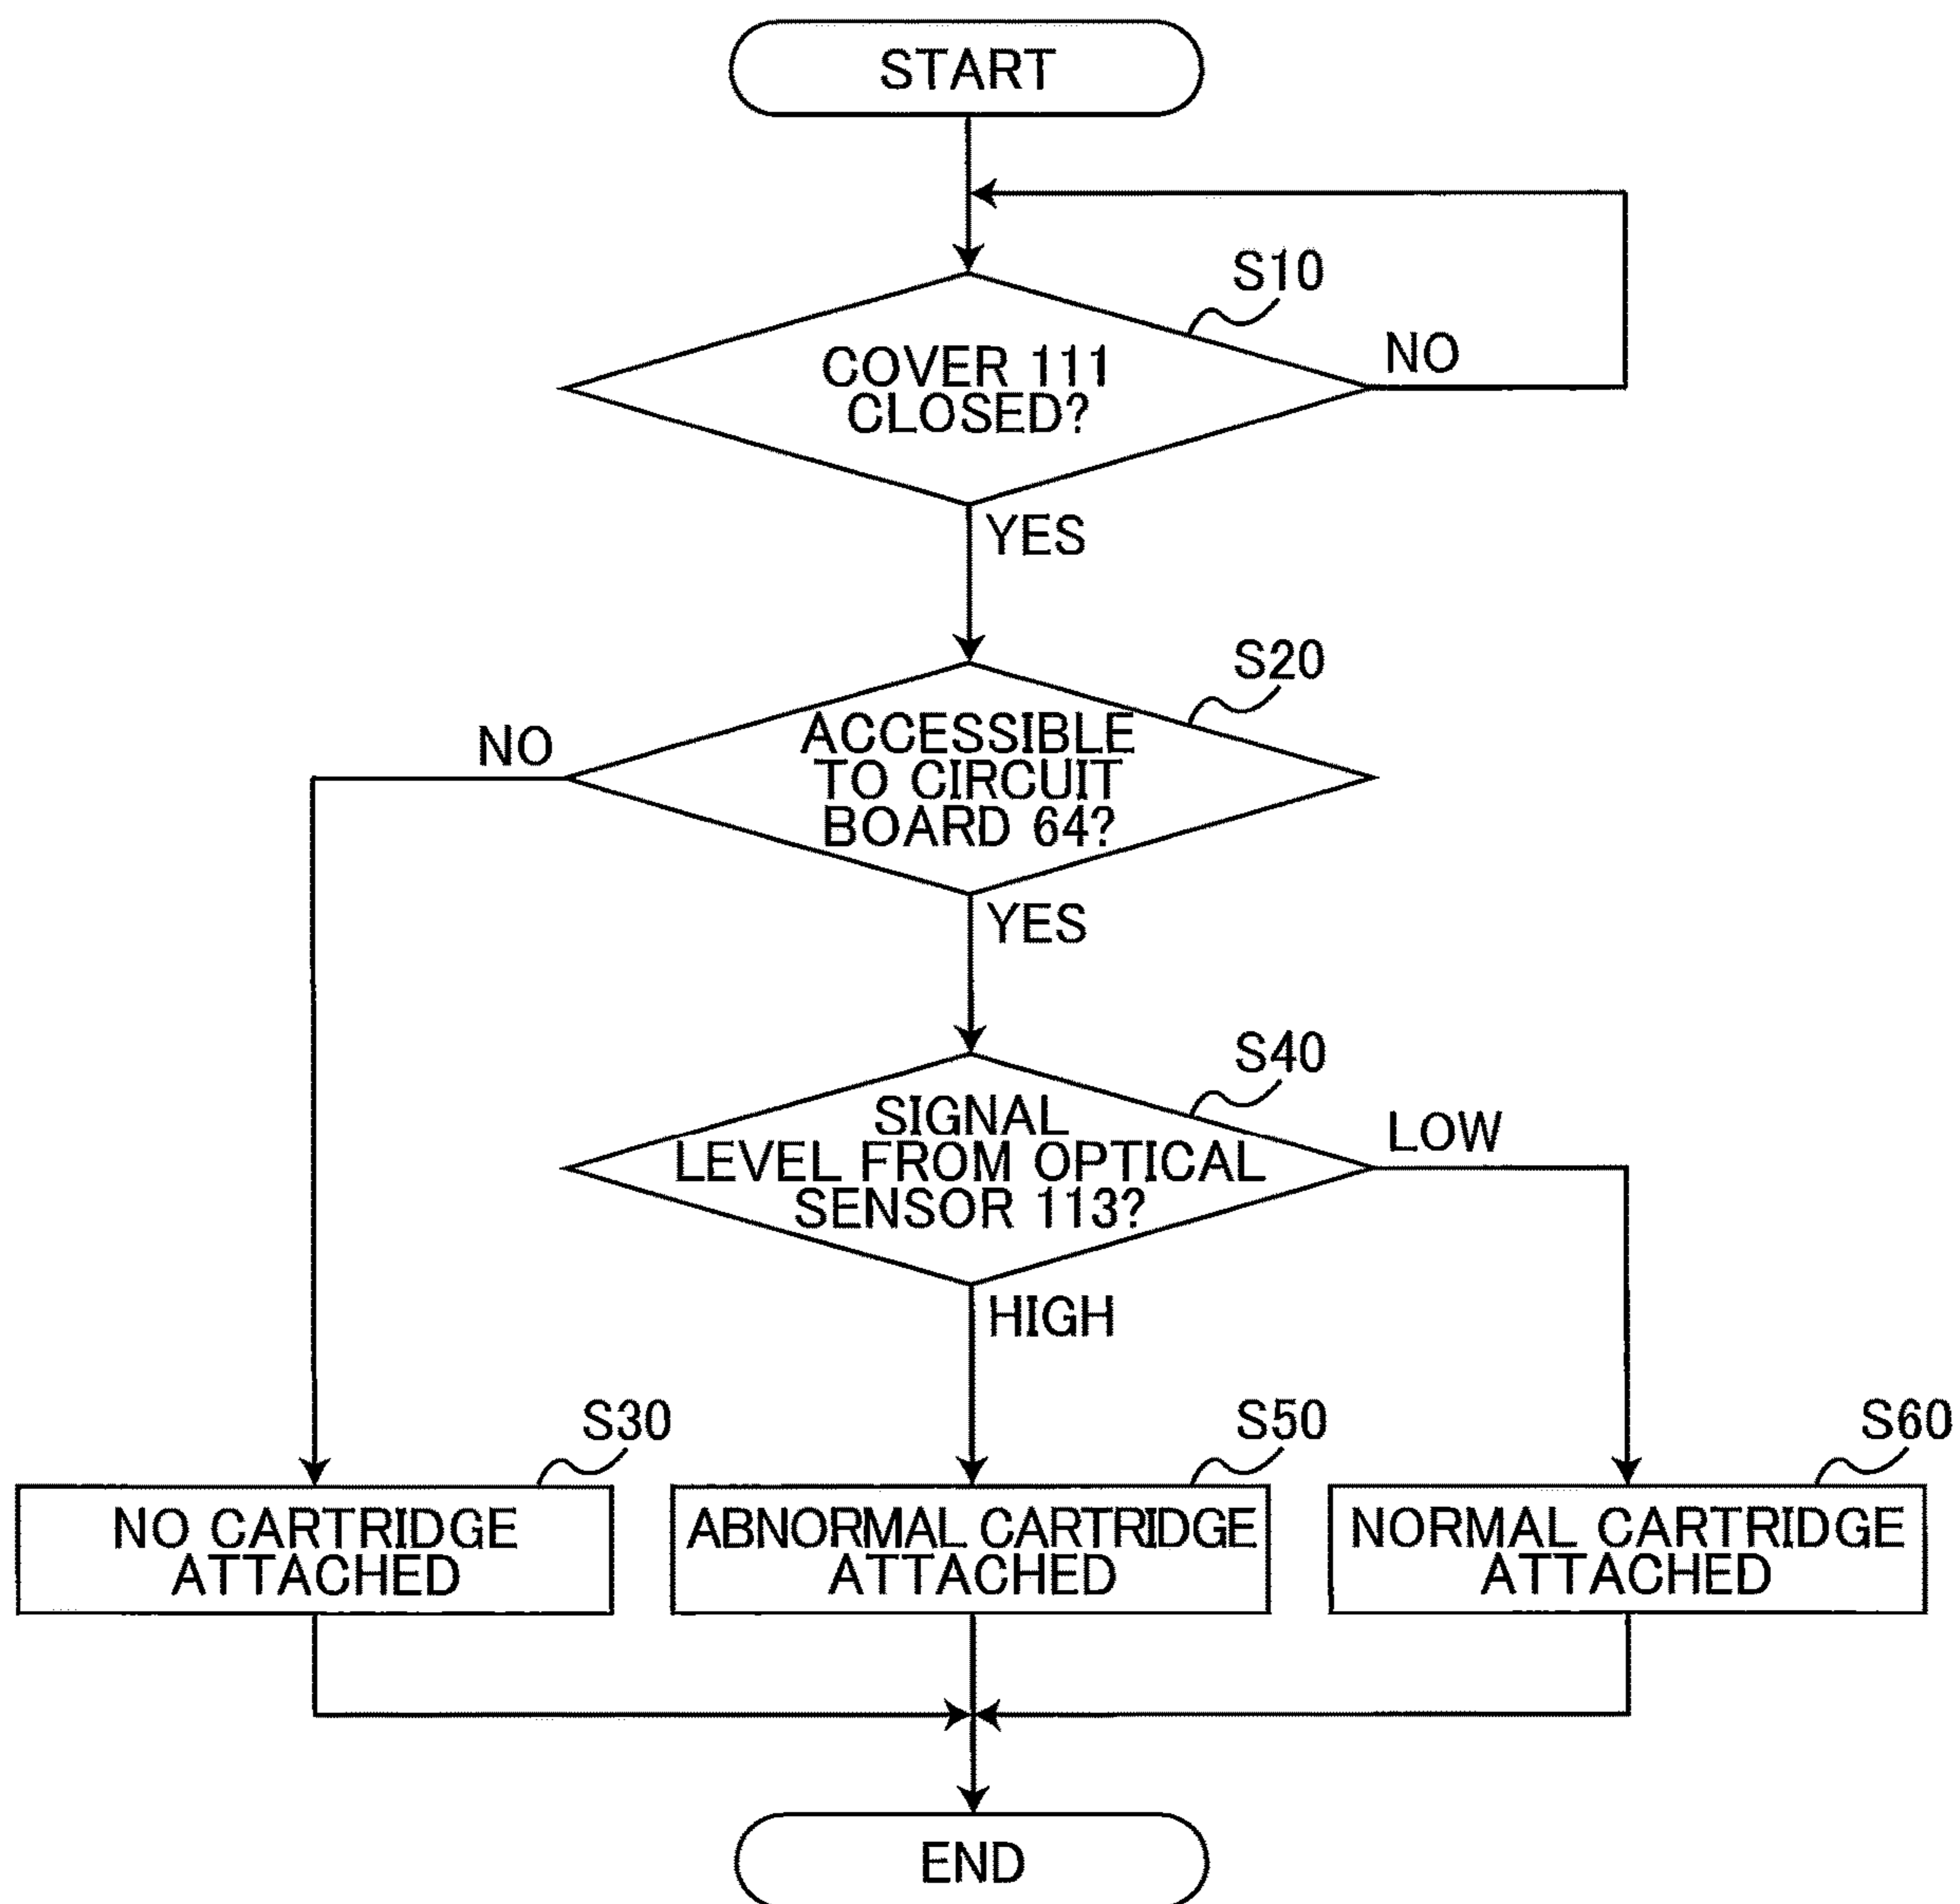 START
S10
COVER 111
CLOSED?
NO
YES
S20
ACCESSIBLE
TO CIRCUIT
BOARD 64?
NO
YES
S40
SIGNAL
LEVEL FROM OPTICAL
SENSOR 113?
LOW
HIGH
S30
NO CARTRIDGE
ATTACHED
S50
ABNORMAL CARTRIDGE
ATTACHED
S60
NORMAL CARTRIDGE
ATTACHED
END